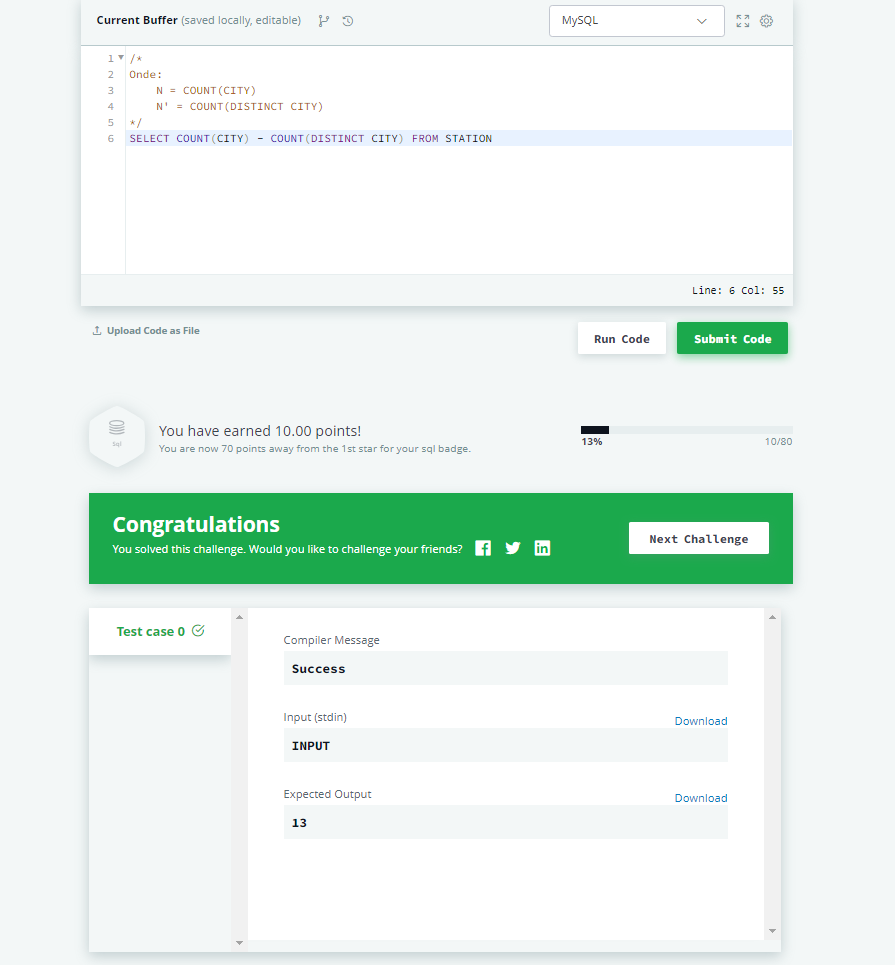 Current Buffer (saved locally, editable)
MySQL
1 /*
2 Onde:
3 N = COUNT(CITY)
4 N' = COUNT(DISTINCT CITY)
5 */
6 SELECT COUNT(CITY) - COUNT(DISTINCT CITY) FROM STATION
Line: 6 Col: 55
Upload Code as File
Run Code
Submit Code
Sql
You have earned 10.00 points!
You are now 70 points away from the 1st star for your sql badge.
13%
10/80
Congratulations
You solved this challenge. Would you like to challenge your friends?
Next Challenge
Test case 0
Compiler Message
Success
Input (stdin)
Download
INPUT
Expected Output
Download
13